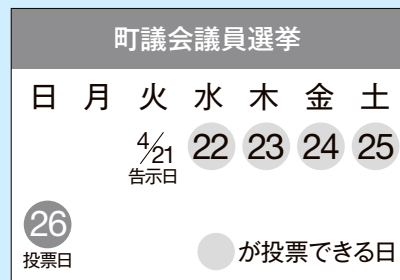 町議会議員選挙
日 月 火 水 木 金 土
4/21 22 23 24 25
告示日
26
投票日
が投票できる日